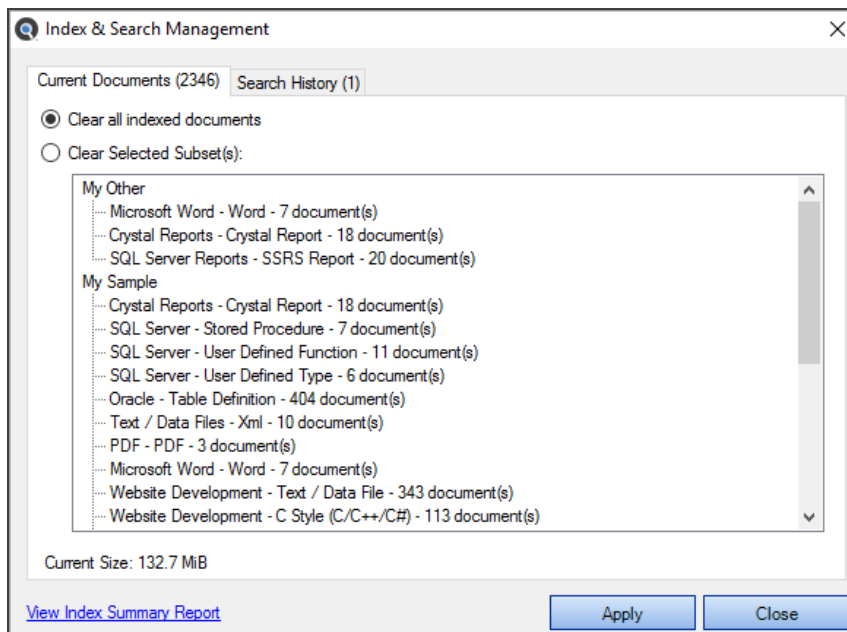 Index & Search Management
Current Documents (2346)
Search History (1)
Clear all indexed documents
Clear Selected Subset(s):
My Other
Microsoft Word - Word - 7 document(s)
Crystal Reports - Crystal Report - 18 document(s)
SQL Server Reports - SSRS Report - 20 document(s)
My Sample
Crystal Reports - Crystal Report - 18 document(s)
SQL Server - Stored Procedure - 7 document(s)
SQL Server - User Defined Function - 11 document(s)
SQL Server - User Defined Type - 6 document(s)
Oracle - Table Definition - 404 document(s)
Text / Data Files - Xml - 10 document(s)
PDF - PDF - 3 document(s)
Microsoft Word - Word - 7 document(s)
Website Development - Text / Data File - 343 document(s)
Website Development - C Style (C/C++/C#) - 113 document(s)
Current Size: 132.7 MiB
View Index Summary Report
Apply
Close